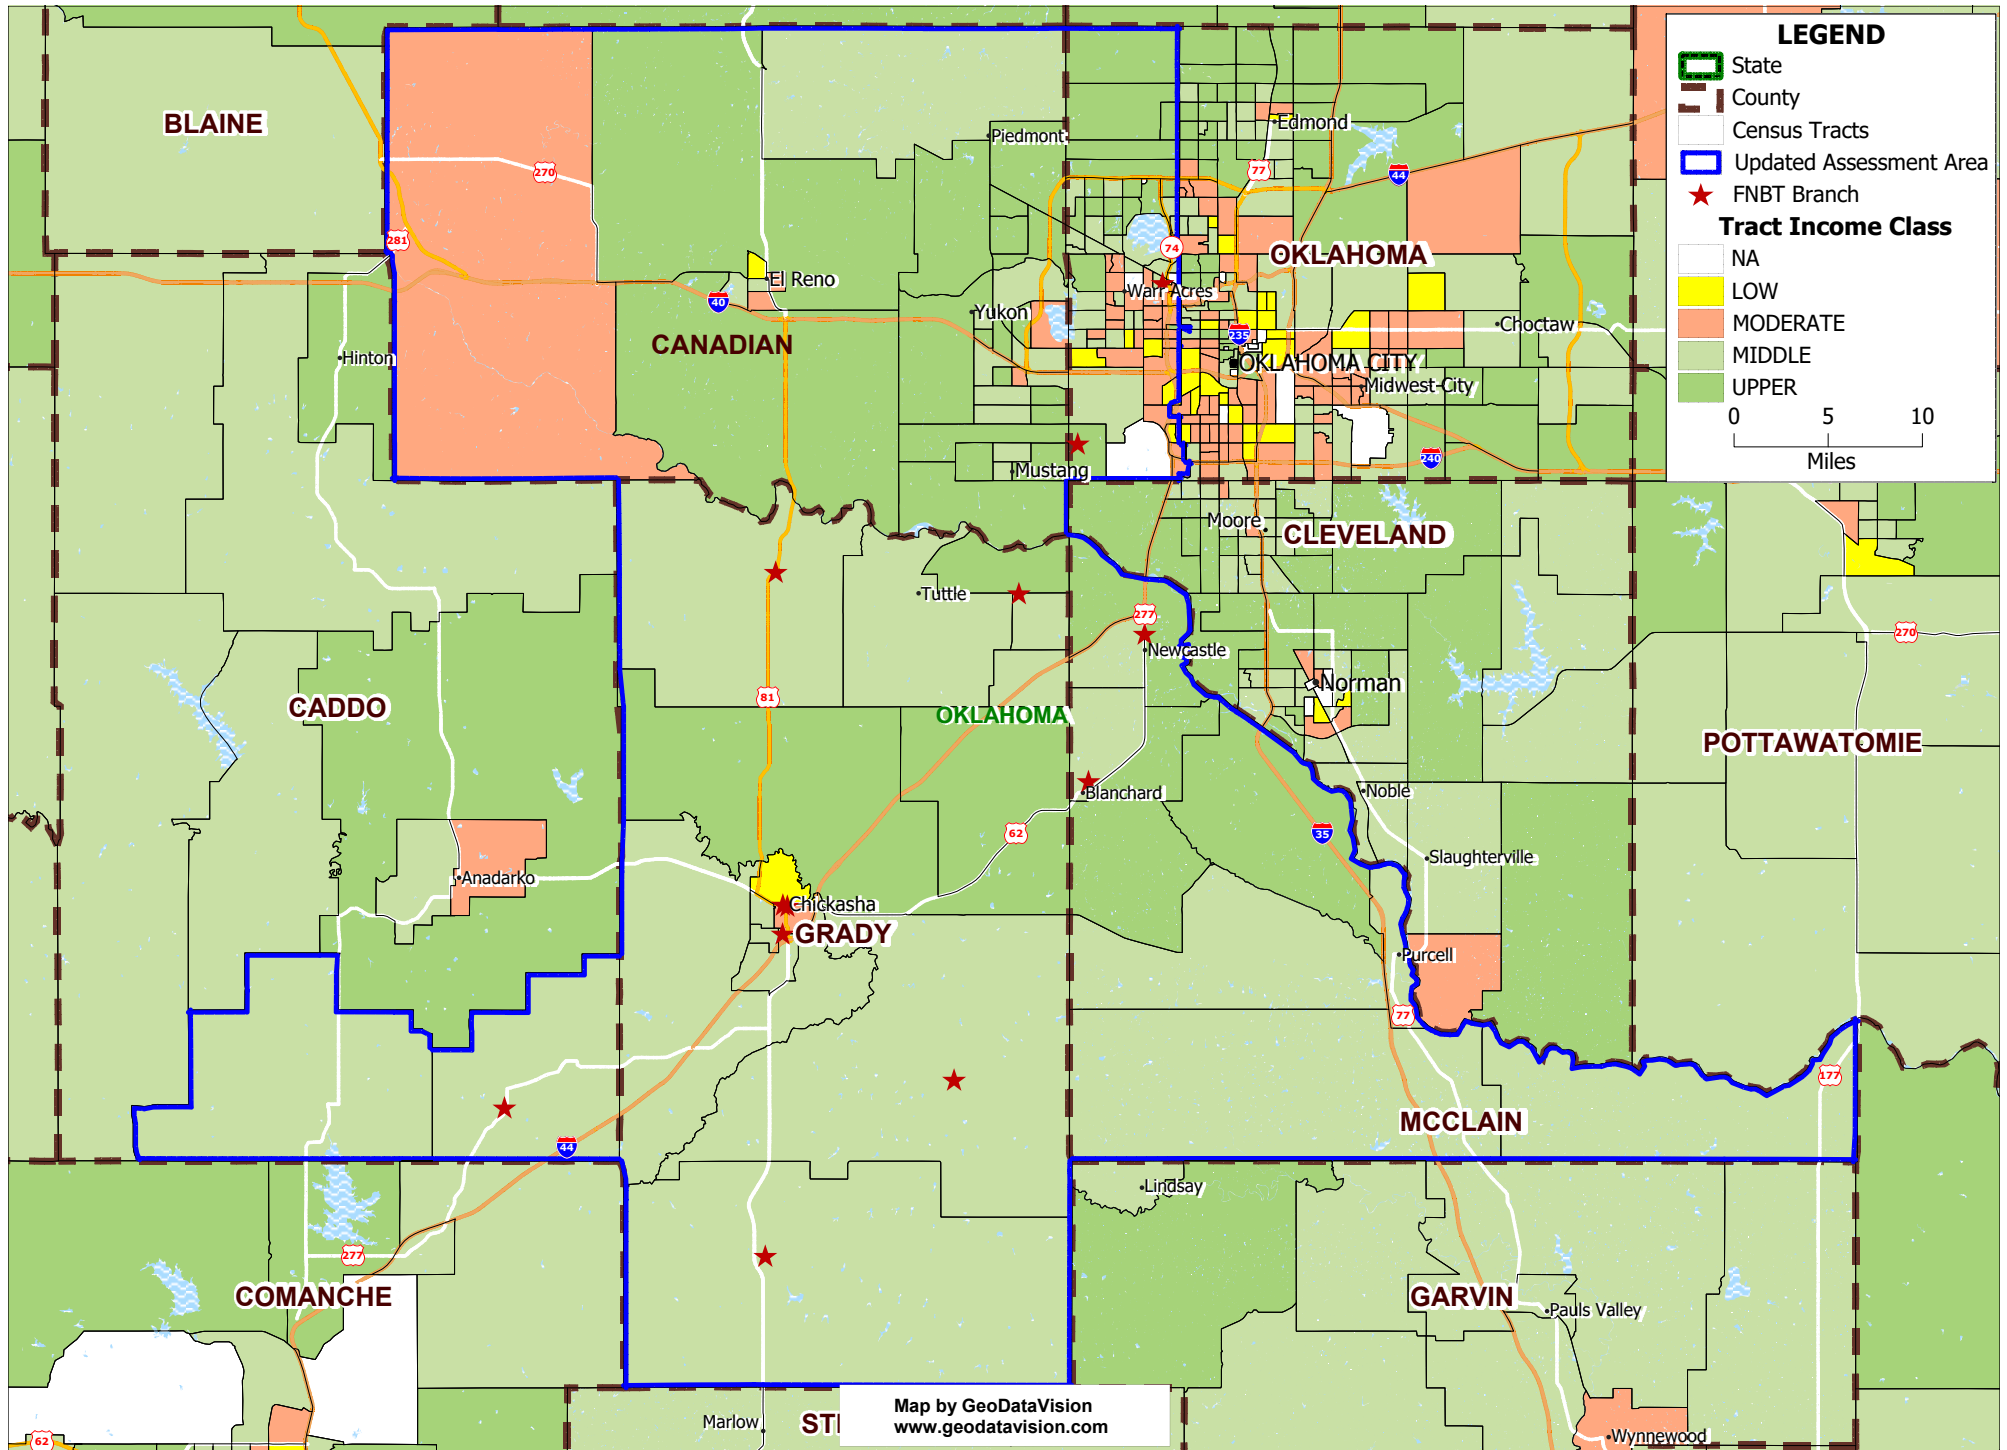 LEGEND
State
County
Census Tracts
Updated Assessment Area
FNBT Branch
Tract Income Class
NA
LOW
MODERATE
MIDDLE
UPPER
0 5 10
Miles
BLAINE
Piedmont
Edmond
270
77
44
281
74
OKLAHOMA
El Reno
40
Warr Acres
Yukon
Choctaw
235
CANADIAN
Hinton
OKLAHOMA CITY
Midwest City
Mustang
240
Moore
CLEVELAND
Tuttle
277
270
Newcastle
Norman
81
CADDO
OKLAHOMA
POTTAWATOMIE
Blanchard
Noble
62
35
Slaughterville
Anadarko
Chickasha
GRADY
Purcell
77
177
44
MCCLAIN
Lindsay
277
COMANCHE
GARVIN
Pauls Valley
Marlow
ST
Map by GeoDataVision
www.geodatavision.com
62
Wynnewood